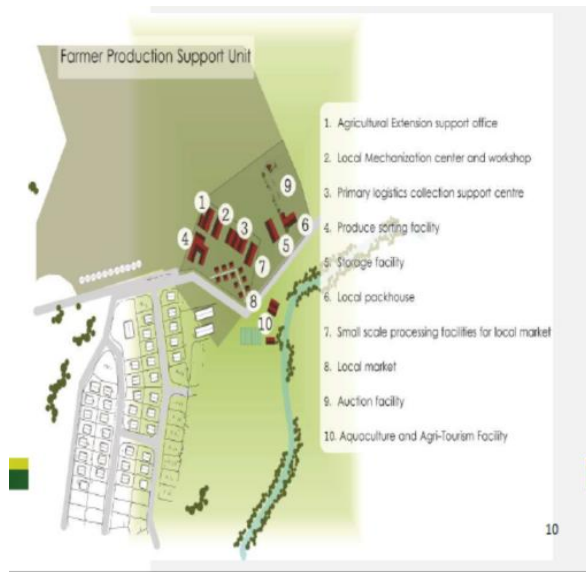 Farmer Production Support Unit
1. Agricultural Extension support office
2. Local Mechanization center and workshop
3. Primary logistics collection support centre
4. Produce sorting facility
5. Storage facility
6. Local packhouse
7. Small scale processing facilities for local market
8. Local market
9. Auction facility
10. Aquaculture and Agri-Tourism Facility
1
2
3
4
5
6
7
8
9
10
10